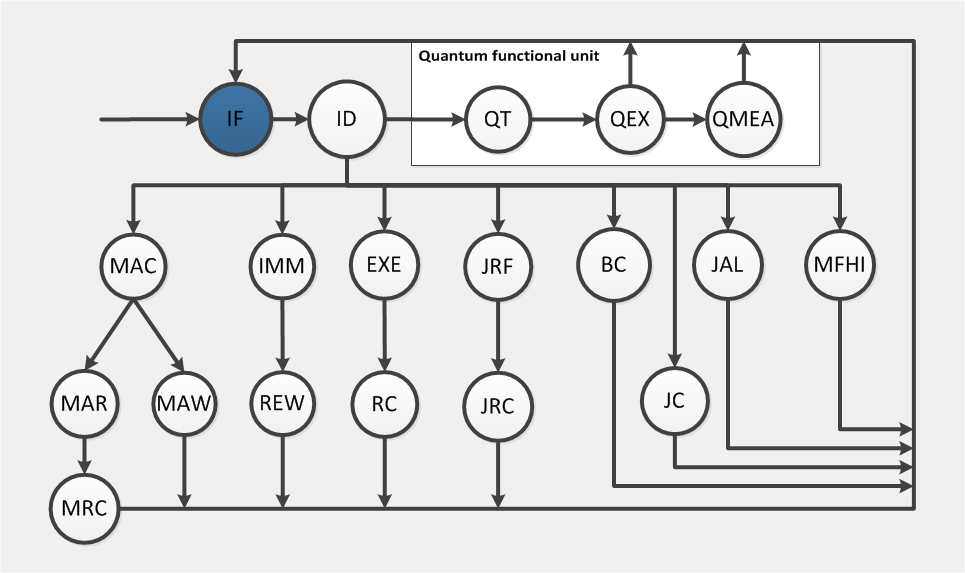 Quantum functional unit
IF
ID
QT
QEX
QMEA
MAC
IMM
EXE
JRF
BC
JAL
MFHI
MAR
MAW
REW
RC
JRC
JC
MRC